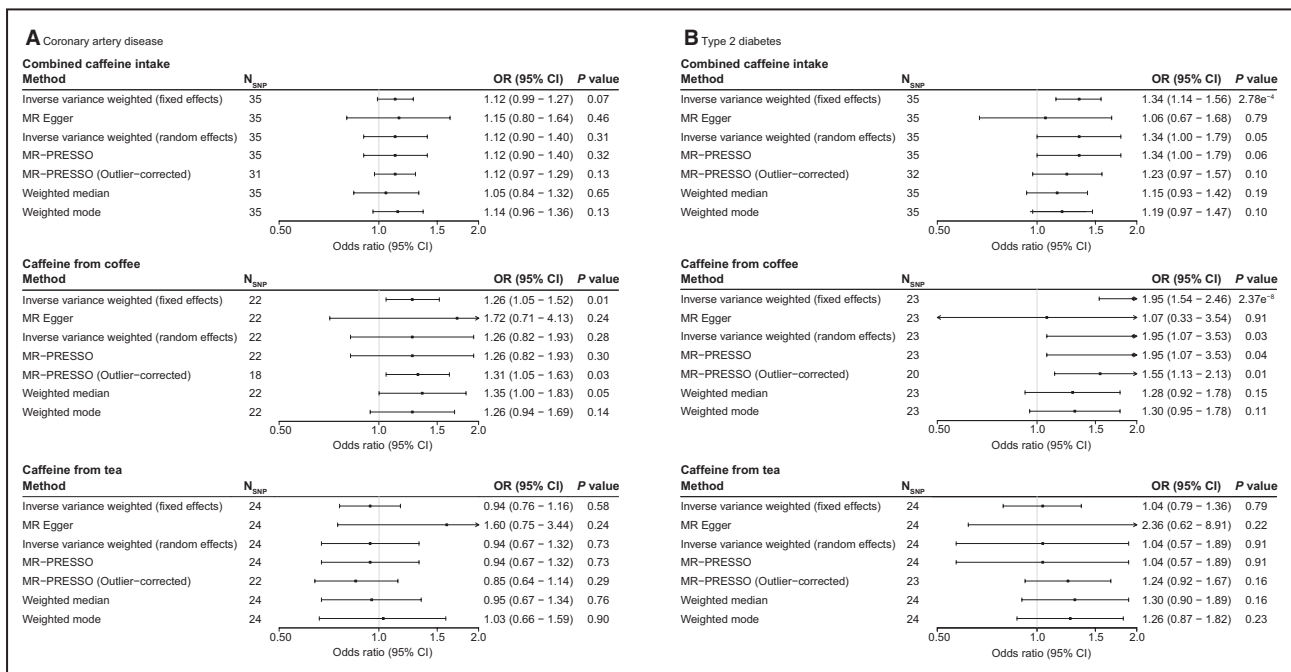 A Coronary artery disease
Combined caffeine intake
Method N_SNP OR (95% CI) P value
Inverse variance weighted (fixed effects) 35 1.12 (0.99 − 1.27) 0.07
MR Egger 35 1.15 (0.80 − 1.64) 0.46
Inverse variance weighted (random effects) 35 1.12 (0.90 − 1.40) 0.31
MR−PRESSO 35 1.12 (0.90 − 1.40) 0.32
MR−PRESSO (Outlier-corrected) 31 1.12 (0.97 − 1.29) 0.13
Weighted median 35 1.05 (0.84 − 1.32) 0.65
Weighted mode 35 1.14 (0.96 − 1.36) 0.13
0.50 1.0 1.5 2.0
Odds ratio (95% CI)
Caffeine from coffee
Method N_SNP OR (95% CI) P value
Inverse variance weighted (fixed effects) 22 1.26 (1.05 − 1.52) 0.01
MR Egger 22 1.72 (0.71 − 4.13) 0.24
Inverse variance weighted (random effects) 22 1.26 (0.82 − 1.93) 0.28
MR−PRESSO 22 1.26 (0.82 − 1.93) 0.30
MR−PRESSO (Outlier-corrected) 18 1.31 (1.05 − 1.63) 0.03
Weighted median 22 1.35 (1.00 − 1.83) 0.05
Weighted mode 22 1.26 (0.94 − 1.69) 0.14
0.50 1.0 1.5 2.0
Odds ratio (95% CI)
Caffeine from tea
Method N_SNP OR (95% CI) P value
Inverse variance weighted (fixed effects) 24 0.94 (0.76 − 1.16) 0.58
MR Egger 24 1.60 (0.75 − 3.44) 0.24
Inverse variance weighted (random effects) 24 0.94 (0.67 − 1.32) 0.73
MR−PRESSO 24 0.94 (0.67 − 1.32) 0.73
MR−PRESSO (Outlier-corrected) 22 0.85 (0.64 − 1.14) 0.29
Weighted median 24 0.95 (0.67 − 1.34) 0.76
Weighted mode 24 1.03 (0.66 − 1.59) 0.90
0.50 1.0 1.5 2.0
Odds ratio (95% CI)
B Type 2 diabetes
Combined caffeine intake
Method N_SNP OR (95% CI) P value
Inverse variance weighted (fixed effects) 35 1.34 (1.14 − 1.56) 2.78e⁻⁴
MR Egger 35 1.06 (0.67 − 1.68) 0.79
Inverse variance weighted (random effects) 35 1.34 (1.00 − 1.79) 0.05
MR−PRESSO 35 1.34 (1.00 − 1.79) 0.06
MR−PRESSO (Outlier-corrected) 32 1.23 (0.97 − 1.57) 0.10
Weighted median 35 1.15 (0.93 − 1.42) 0.19
Weighted mode 35 1.19 (0.97 − 1.47) 0.10
0.50 1.0 1.5 2.0
Odds ratio (95% CI)
Caffeine from coffee
Method N_SNP OR (95% CI) P value
Inverse variance weighted (fixed effects) 23 1.95 (1.54 − 2.46) 2.37e⁻⁸
MR Egger 23 1.07 (0.33 − 3.54) 0.91
Inverse variance weighted (random effects) 23 1.95 (1.07 − 3.53) 0.03
MR−PRESSO 23 1.95 (1.07 − 3.53) 0.04
MR−PRESSO (Outlier-corrected) 20 1.55 (1.13 − 2.13) 0.01
Weighted median 23 1.28 (0.92 − 1.78) 0.15
Weighted mode 23 1.30 (0.95 − 1.78) 0.11
0.50 1.0 1.5 2.0
Odds ratio (95% CI)
Caffeine from tea
Method N_SNP OR (95% CI) P value
Inverse variance weighted (fixed effects) 24 1.04 (0.79 − 1.36) 0.79
MR Egger 24 2.36 (0.62 − 8.91) 0.22
Inverse variance weighted (random effects) 24 1.04 (0.57 − 1.89) 0.91
MR−PRESSO 24 1.04 (0.57 − 1.89) 0.91
MR−PRESSO (Outlier-corrected) 23 1.24 (0.92 − 1.67) 0.16
Weighted median 24 1.30 (0.90 − 1.89) 0.16
Weighted mode 24 1.26 (0.87 − 1.82) 0.23
0.50 1.0 1.5 2.0
Odds ratio (95% CI)